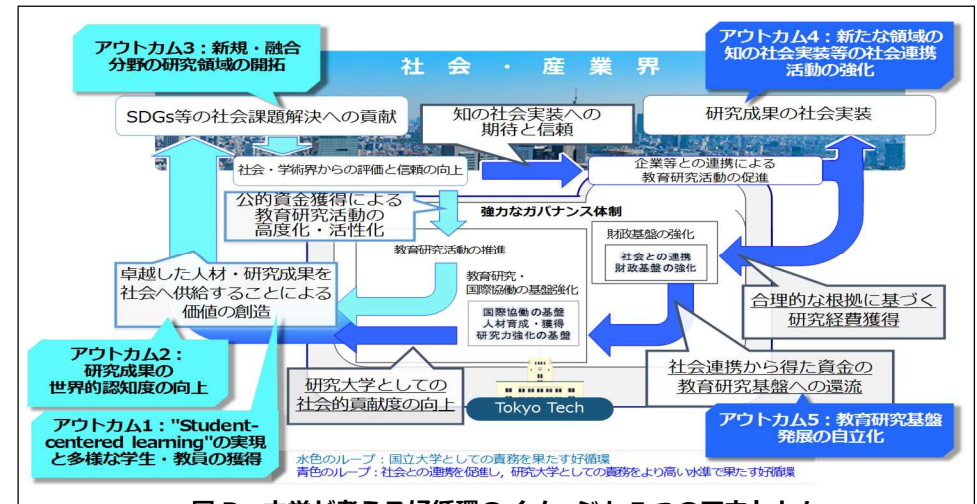 アウトカム3：新規・融合
分野の研究領域の開拓
アウトカム4：新たな領域の
知の社会実装等の社会連携
活動の強化
社会・産業界
SDGs等の社会課題解決への貢献
知の社会実装への
期待と信頼
研究成果の社会実装
社会・学術界からの評価と信頼の向上
企業等との連携による
教育研究活動の促進
公的資金獲得による
教育研究活動の
高度化・活性化
強力なガバナンス体制
教育研究活動の推進
財政基盤の強化
社会との連携
財政基盤の強化
卓越した人材・研究成果を
社会へ供給することによる
価値の創造
教育研究・
国際協働の基盤強化
国際協働の基盤
人材育成・獲得
研究力強化の基盤
合理的な根拠に基づく
研究経費獲得
アウトカム2：
研究成果の
世界的認知度の向上
研究大学としての
社会的貢献度の向上
社会連携から得た資金の
教育研究基盤への還流
Tokyo Tech
アウトカム1："Student-
centered learning"の実現
と多様な学生・教員の獲得
アウトカム5：教育研究基盤
発展の自立化
水色のループ：国立大学としての責務を果たす好循環
青色のループ：社会との連携を促進し，研究大学としての責務をより高い水準で果たす好循環